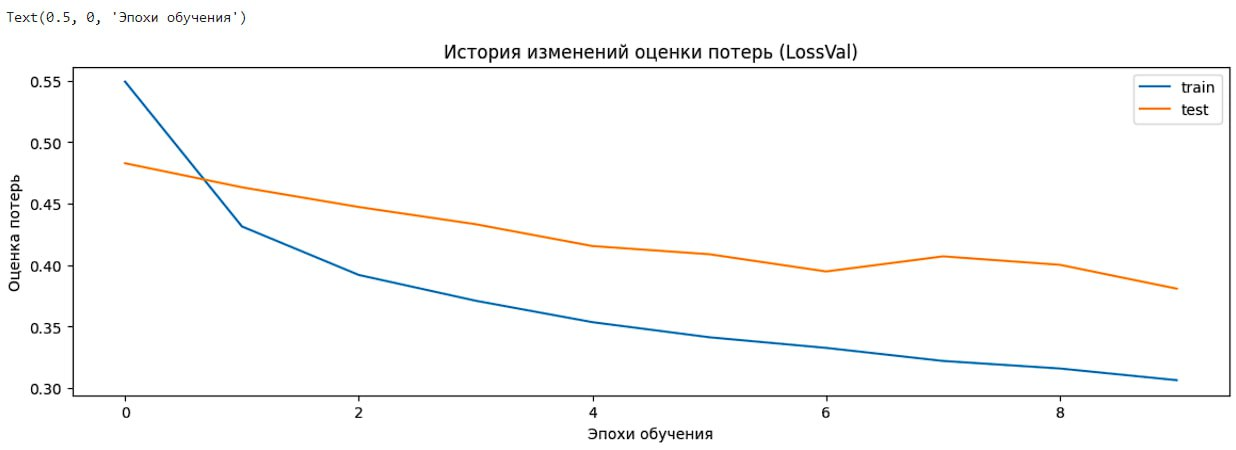 Text(0.5, 0, 'Эпохи обучения')
История изменений оценки потерь (LossVal)
train
test
Оценка потерь
0.55
0.50
0.45
0.40
0.35
0.30
0 2 4 6 8
Эпохи обучения